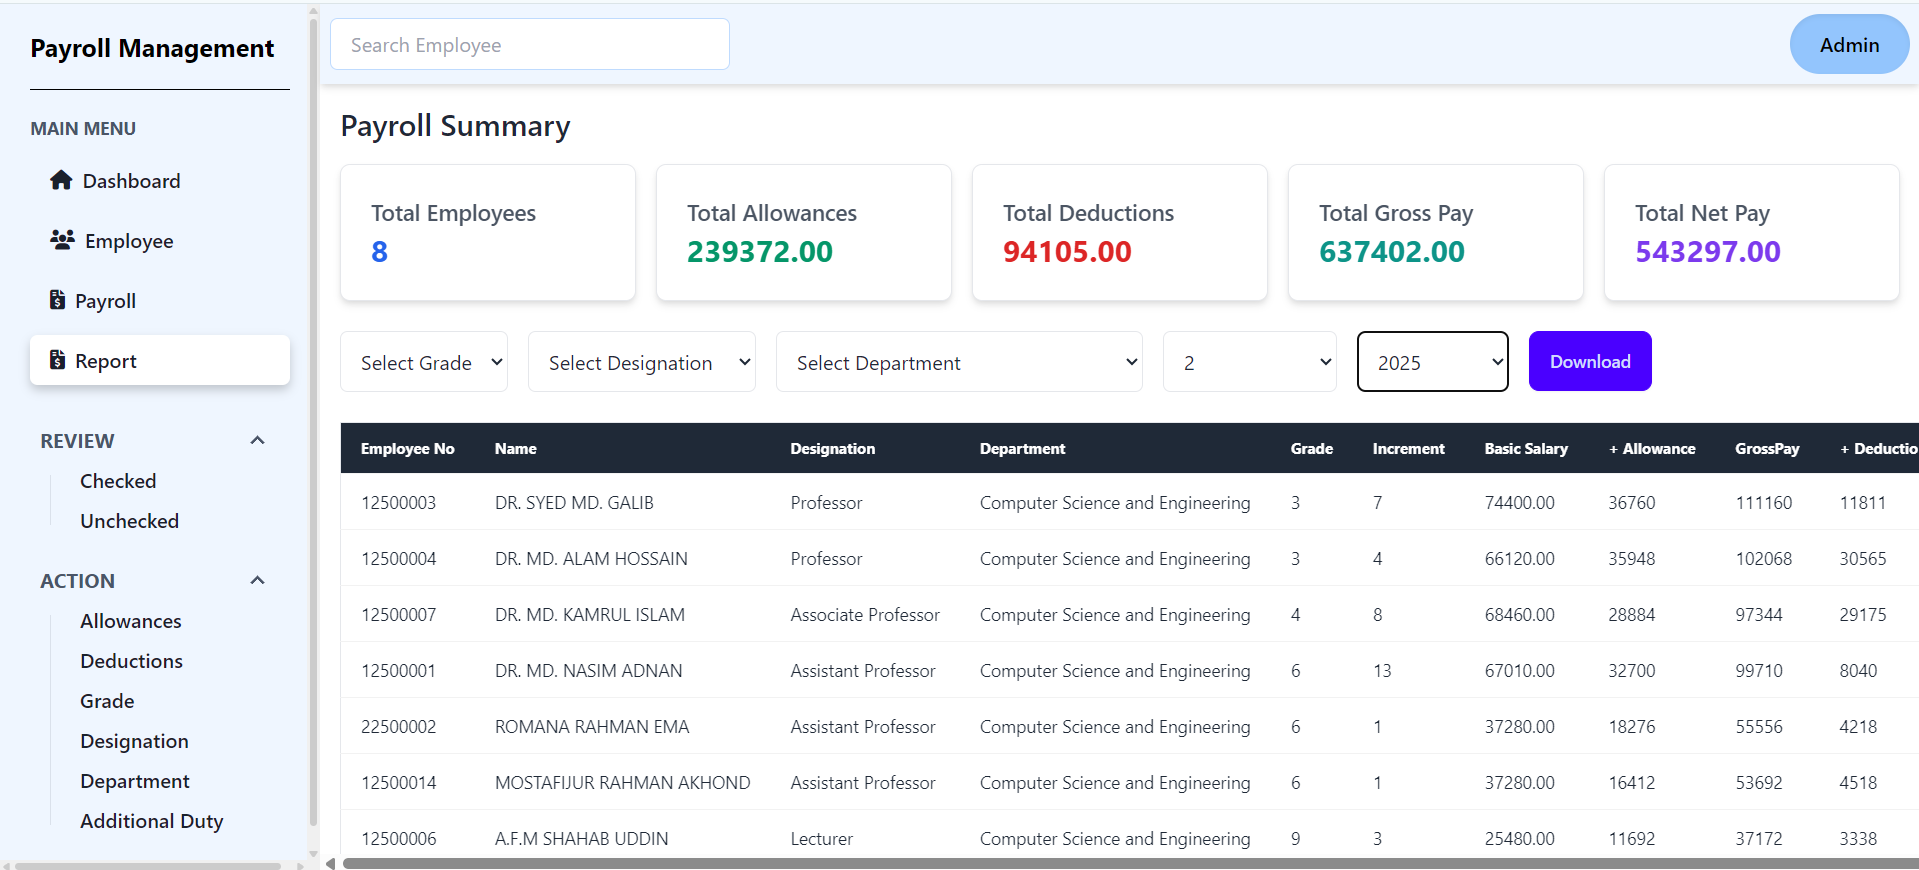 Payroll Management
MAIN MENU
Dashboard
Employee
Payroll
Report
REVIEW
Checked
Unchecked
ACTION
Allowances
Deductions
Grade
Designation
Department
Additional Duty
Search Employee
Admin
Payroll Summary
Total Employees
8
Total Allowances
239372.00
Total Deductions
94105.00
Total Gross Pay
637402.00
Total Net Pay
543297.00
Select Grade Select Designation Select Department 2 2025 Download
Employee No Name Designation Department Grade Increment Basic Salary + Allowance GrossPay + Deductio
12500003 DR. SYED MD. GALIB Professor Computer Science and Engineering 3 7 74400.00 36760 111160 11811
12500004 DR. MD. ALAM HOSSAIN Professor Computer Science and Engineering 3 4 66120.00 35948 102068 30565
12500007 DR. MD. KAMRUL ISLAM Associate Professor Computer Science and Engineering 4 8 68460.00 28884 97344 29175
12500001 DR. MD. NASIM ADNAN Assistant Professor Computer Science and Engineering 6 13 67010.00 32700 99710 8040
22500002 ROMANA RAHMAN EMA Assistant Professor Computer Science and Engineering 6 1 37280.00 18276 55556 4218
12500014 MOSTAFIJUR RAHMAN AKHOND Assistant Professor Computer Science and Engineering 6 1 37280.00 16412 53692 4518
12500006 A.F.M SHAHAB UDDIN Lecturer Computer Science and Engineering 9 3 25480.00 11692 37172 3338